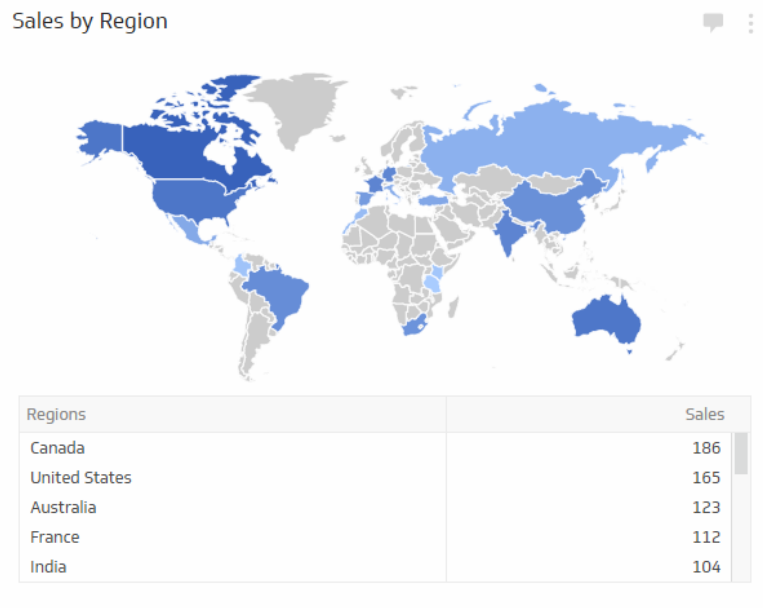 Sales by Region
Regions Sales
Canada 186
United States 165
Australia 123
France 112
India 104